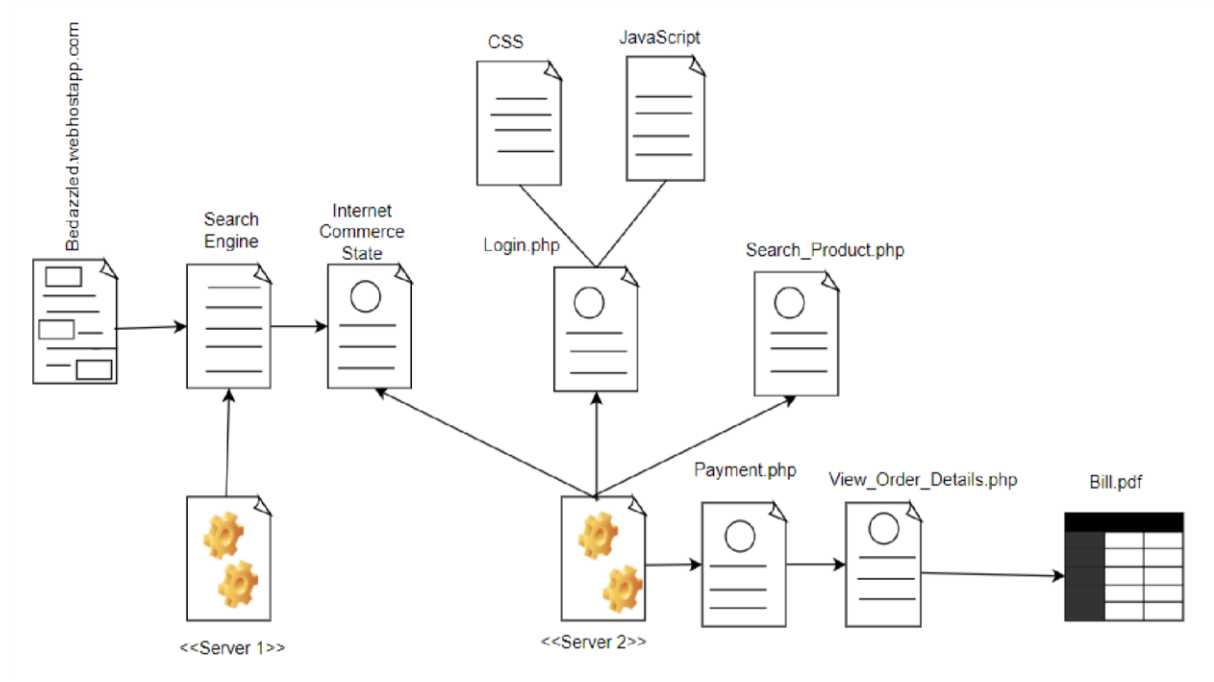 Bedazzled.webhostapp.com
CSS
JavaScript
Search
Engine
Internet
Commerce
State
Login.php
Search_Product.php
Payment.php
View_Order_Details.php
Bill.pdf
<<Server 1>>
<<Server 2>>